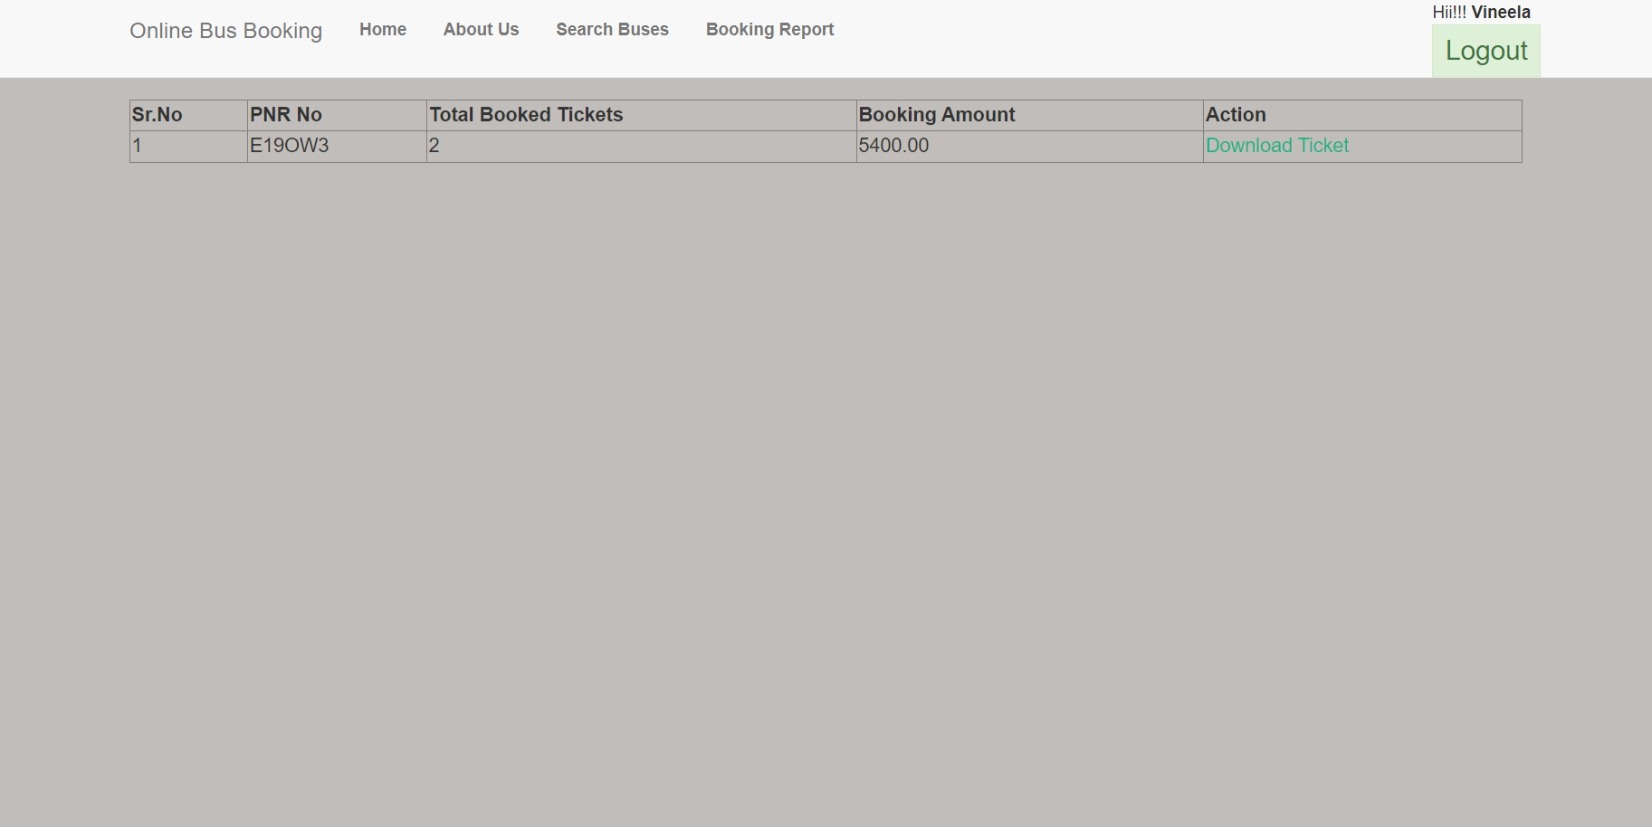 Online Bus Booking Home About Us Search Buses Booking Report
Hii!!! Vineela
Logout
Sr.No PNR No Total Booked Tickets Booking Amount Action
1 E19OW3 2 5400.00 Download Ticket